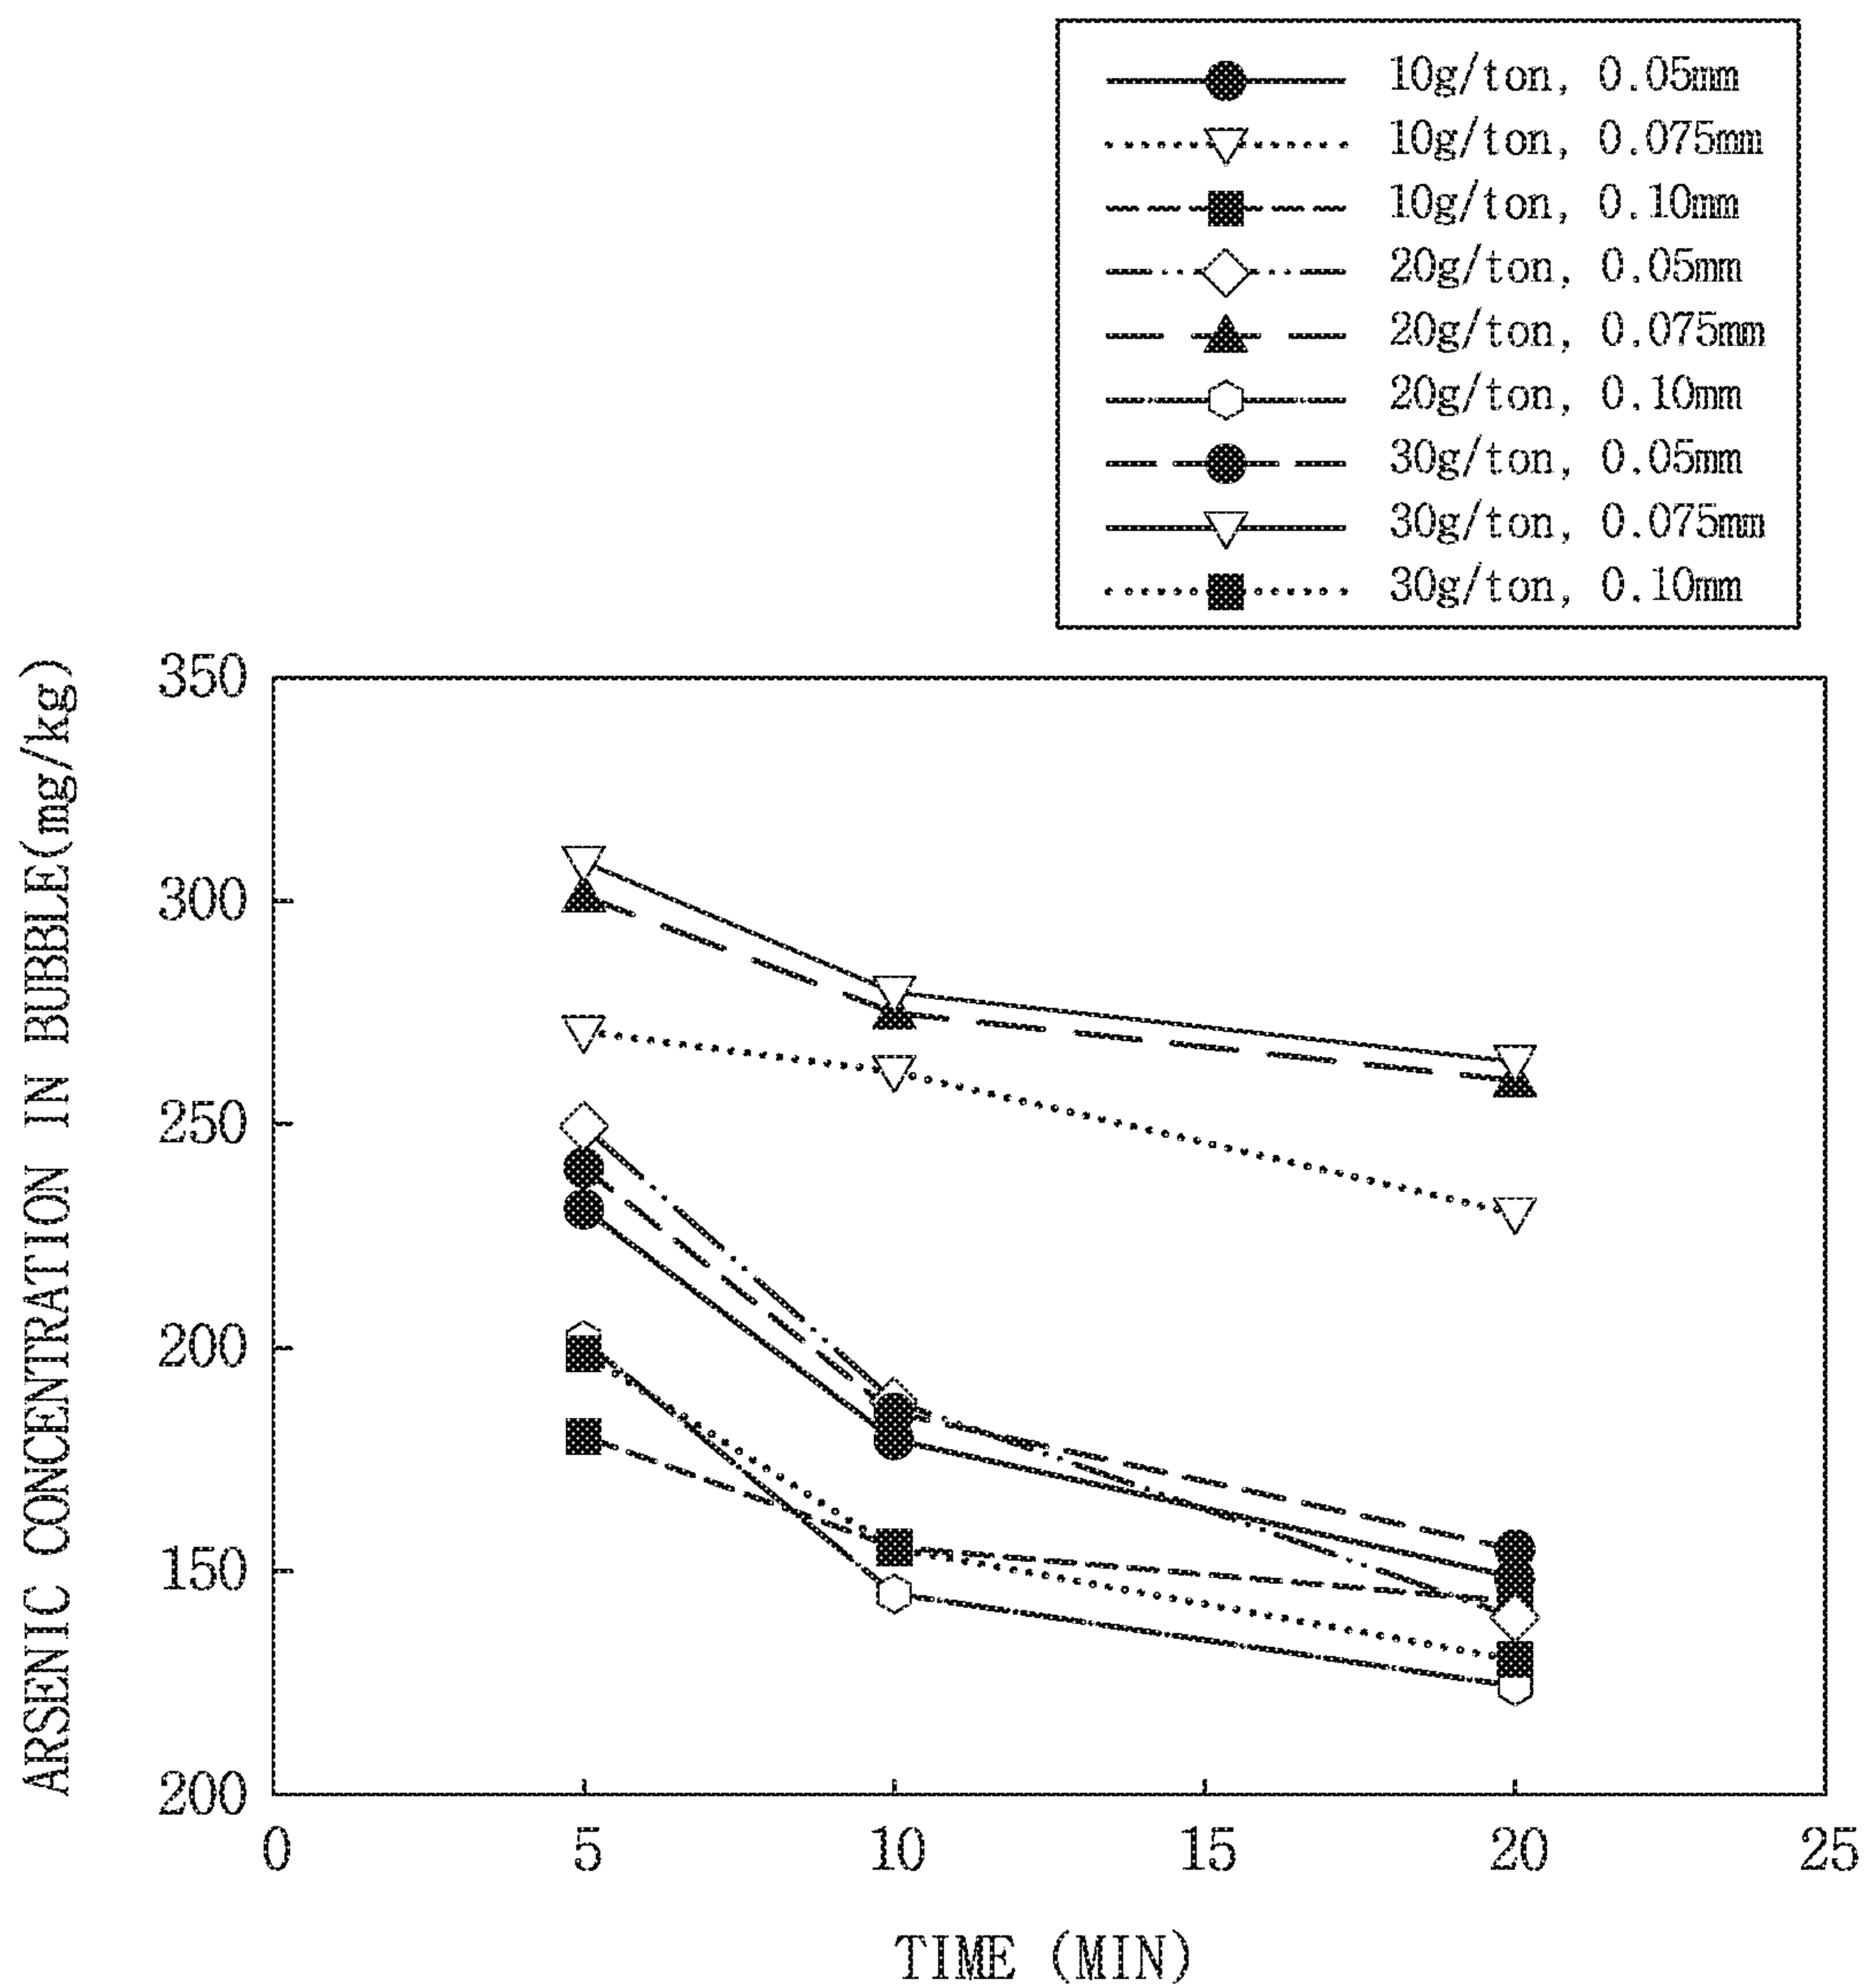 10g/ton, 0.05mm
10g/ton, 0.075mm
10g/ton, 0.10mm
20g/ton, 0.05mm
20g/ton, 0.075mm
20g/ton, 0.10mm
30g/ton, 0.05mm
30g/ton, 0.075mm
30g/ton, 0.10mm
ARSENIC CONCENTRATION IN BUBBLE(mg/kg)
350
300
250
200
150
200
0 5 10 15 20 25
TIME (MIN)